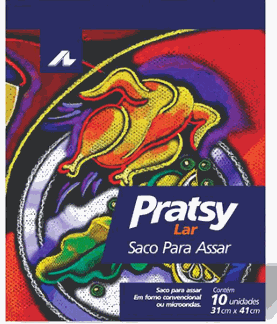 Pratsy
Lar
Saco Para Assar
Saco para assar
Em forno convencional
ou microondas.
Contém
10 unidades
31cm x 41cm